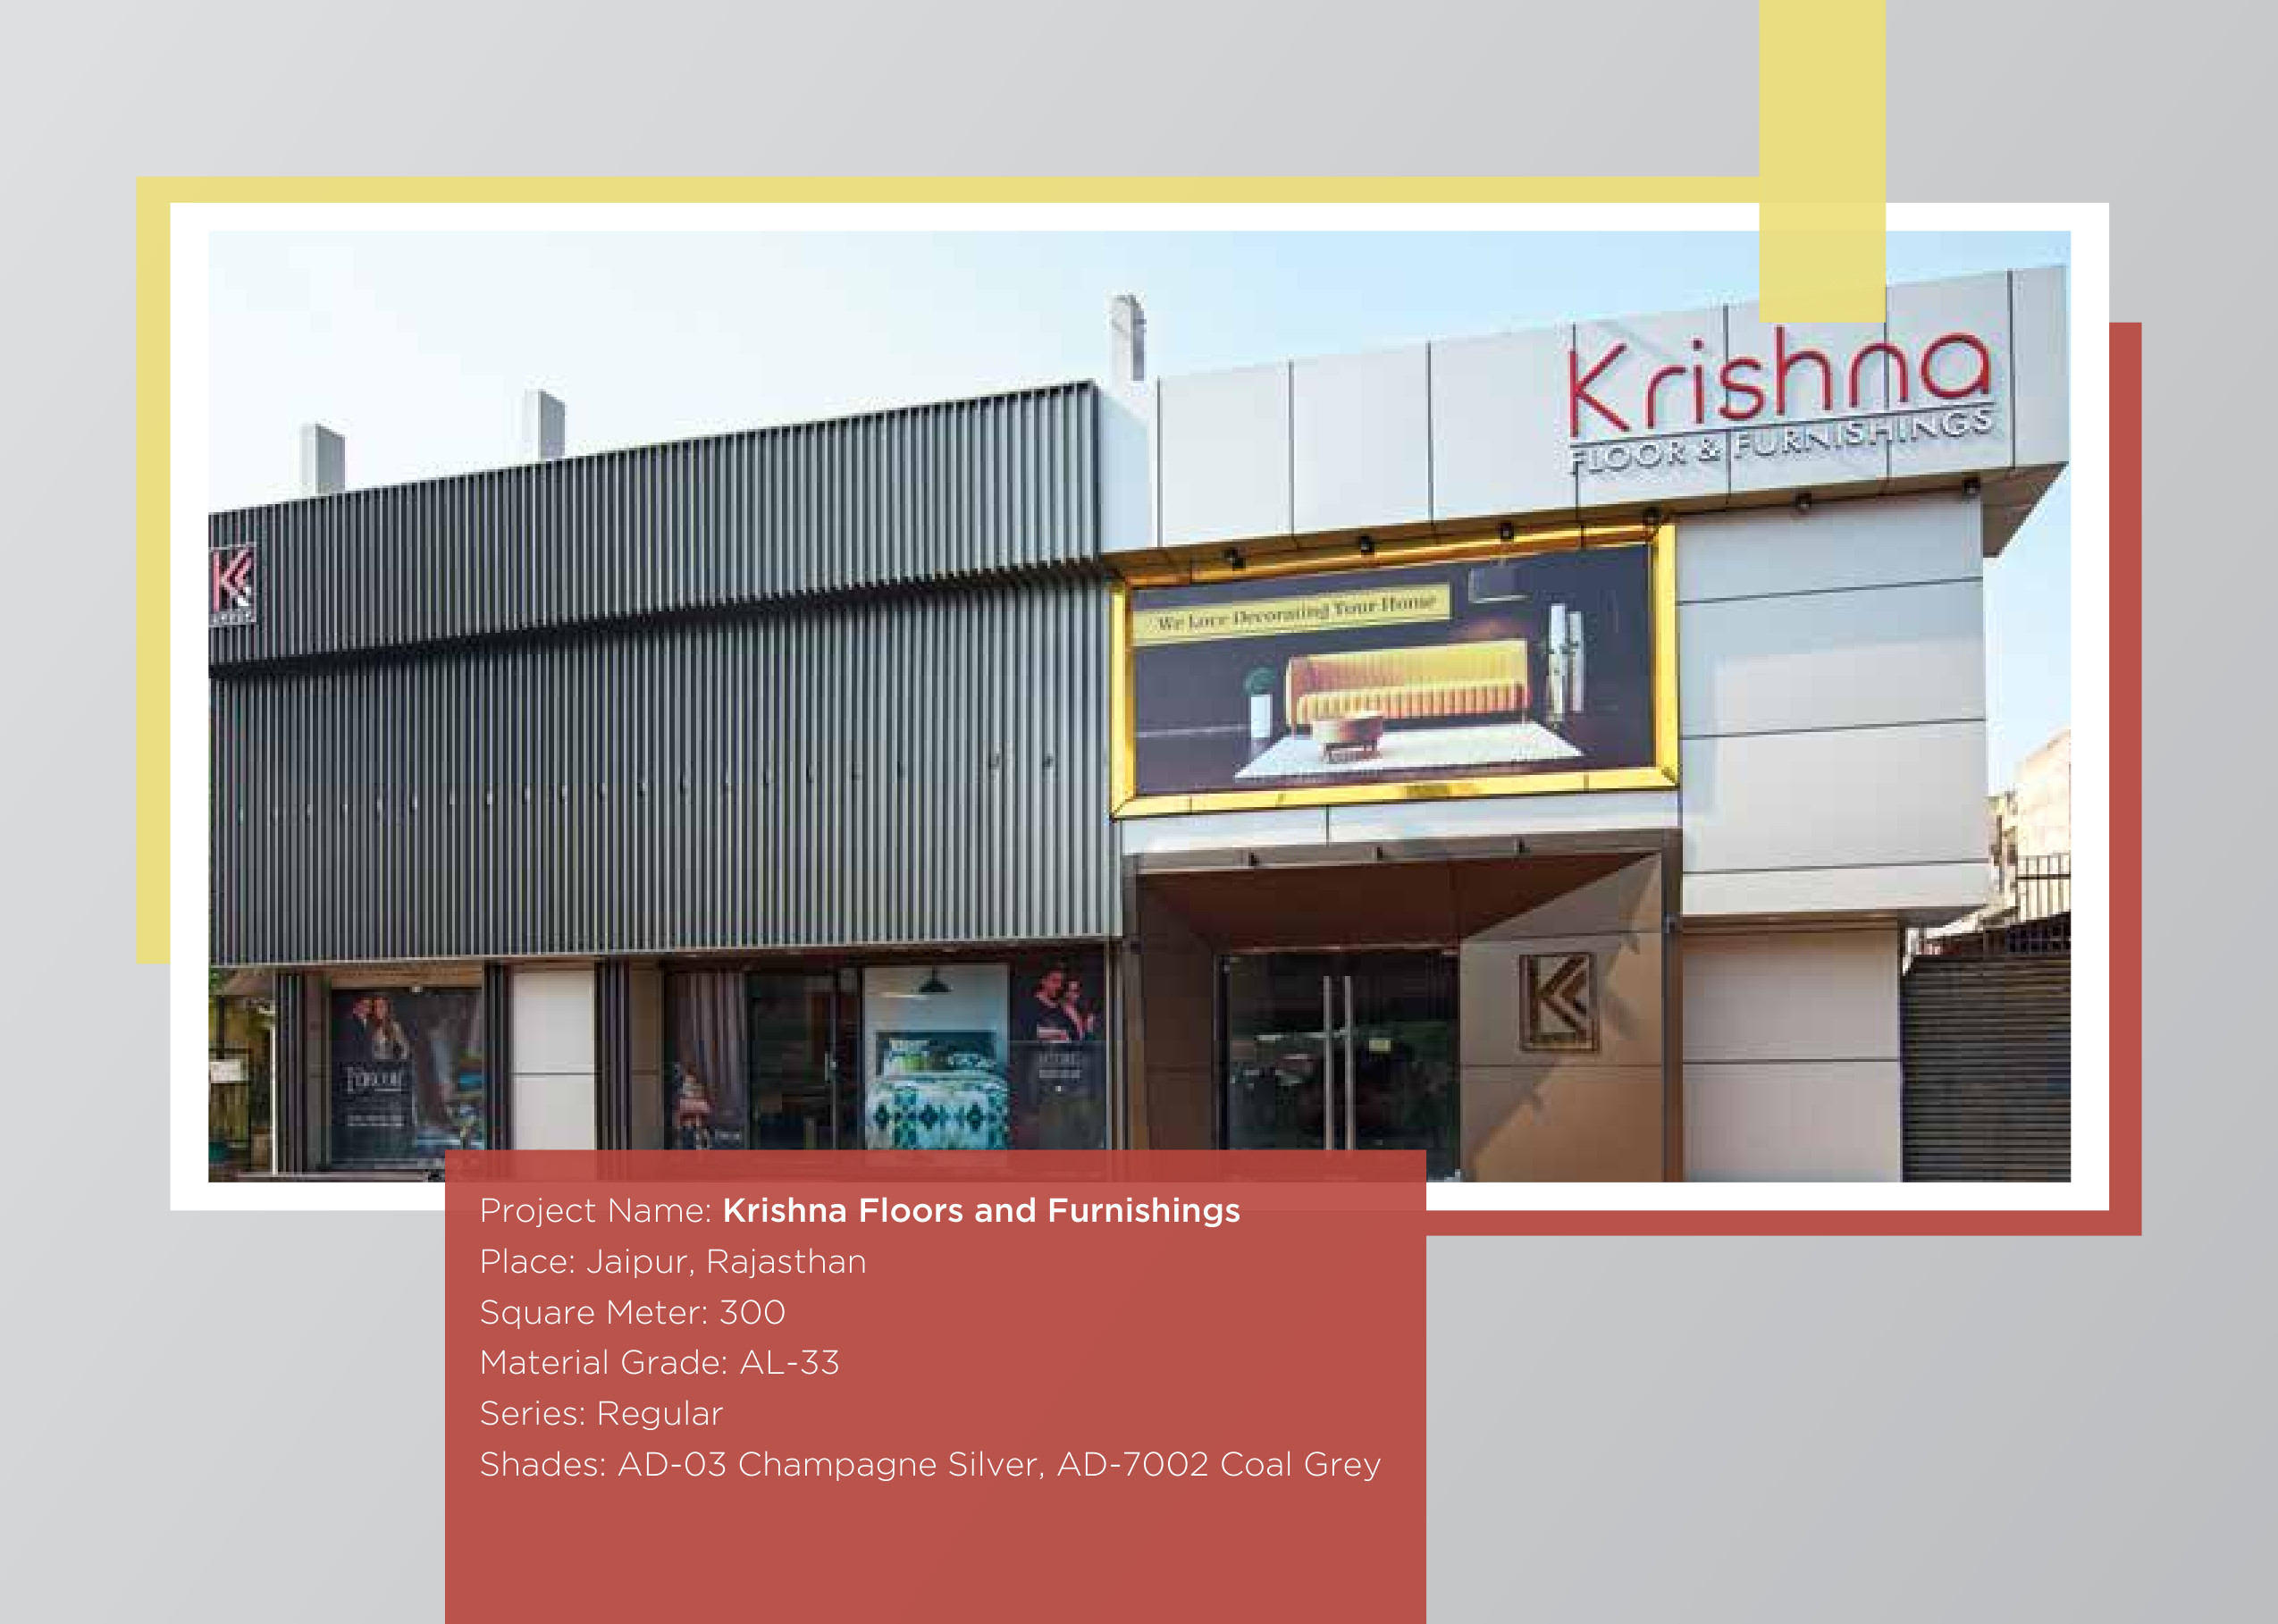 Krishna
FLOOR & FURNISHINGS
We Love Decorating Your Home
Project Name: Krishna Floors and Furnishings
Place: Jaipur, Rajasthan
Square Meter: 300
Material Grade: AL-33
Series: Regular
Shades: AD-03 Champagne Silver, AD-7002 Coal Grey